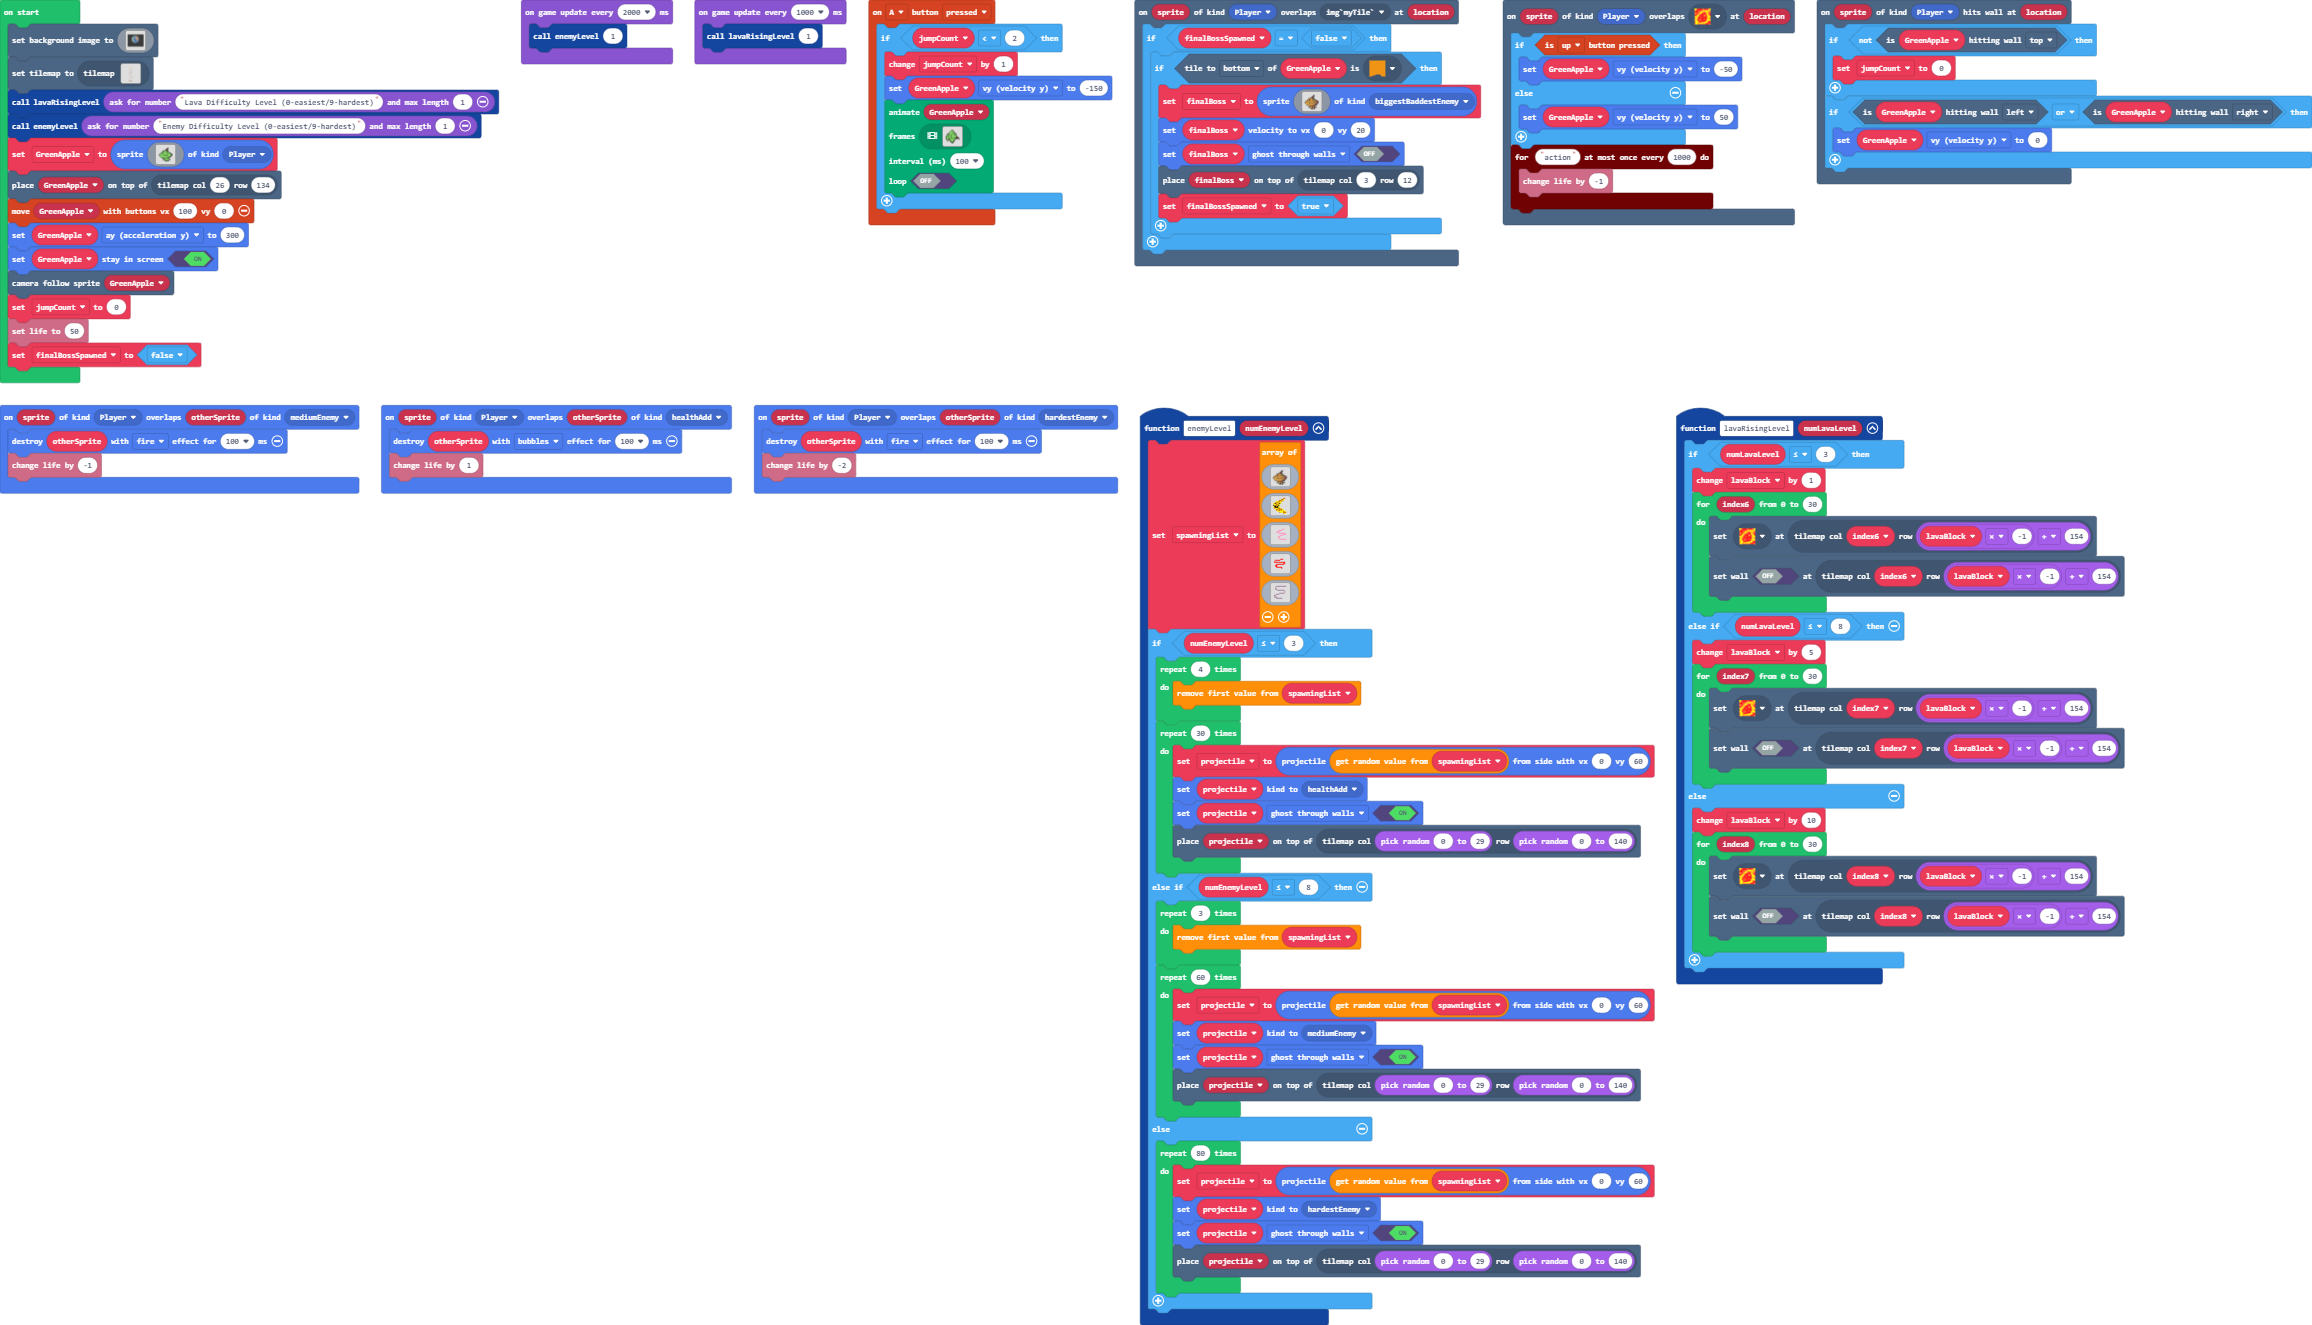 on start
set background image to
set tilemap to tilemap
call lavaRisingLevel ask for number "Lava Difficulty Level (0-easiest/9-hardest)" and max length 1
call enemyLevel ask for number "Enemy Difficulty Level (0-easiest/9-hardest)" and max length 1
set GreenApple to sprite of kind Player
place GreenApple on top of tilemap col 26 row 134
move GreenApple with buttons vx 100 vy 0
set GreenApple ay (acceleration y) to 300
set GreenApple stay in screen ON
camera follow sprite GreenApple
set jumpCount to 0
set life to 50
set finalBossSpawned to false
on game update every 2000 ms
call enemyLevel 1
on game update every 1000 ms
call lavaRisingLevel 1
on A button pressed
if jumpCount < 2 then
change jumpCount by 1
set GreenApple vy (velocity y) to -150
animate GreenApple
frames
interval (ms) 100
loop OFF
on sprite of kind Player overlaps img`myTile` at location
if finalBossSpawned = false then
if tile to bottom of GreenApple is then
set finalBoss to sprite of kind biggestBaddestEnemy
set finalBoss velocity to vx 0 vy 20
set finalBoss ghost through walls OFF
place finalBoss on top of tilemap col 3 row 12
set finalBossSpawned to true
on sprite of kind Player overlaps at location
if is up button pressed then
set GreenApple vy (velocity y) to -50
else
set GreenApple vy (velocity y) to 50
for "action" at most once every 1000 do
change life by -1
on sprite of kind Player hits wall at location
if not is GreenApple hitting wall top then
set jumpCount to 0
if is GreenApple hitting wall left or is GreenApple hitting wall right then
set GreenApple vy (velocity y) to 0
on sprite of kind Player overlaps otherSprite of kind mediumEnemy
destroy otherSprite with fire effect for 100 ms
change life by -1
on sprite of kind Player overlaps otherSprite of kind healthAdd
destroy otherSprite with bubbles effect for 100 ms
change life by 1
on sprite of kind Player overlaps otherSprite of kind hardestEnemy
destroy otherSprite with fire effect for 100 ms
change life by -2
function enemyLevel numEnemyLevel
array of
set spawningList to
if numEnemyLevel ≤ 3 then
repeat 4 times
do remove first value from spawningList
repeat 30 times
do set projectile to projectile get random value from spawningList from side with vx 0 vy 60
set projectile kind to healthAdd
set projectile ghost through walls ON
place projectile on top of tilemap col pick random 0 to 29 row pick random 0 to 140
else if numEnemyLevel ≤ 8 then
repeat 3 times
do remove first value from spawningList
repeat 60 times
do set projectile to projectile get random value from spawningList from side with vx 0 vy 60
set projectile kind to mediumEnemy
set projectile ghost through walls ON
place projectile on top of tilemap col pick random 0 to 29 row pick random 0 to 140
else
repeat 80 times
do set projectile to projectile get random value from spawningList from side with vx 0 vy 60
set projectile kind to hardestEnemy
set projectile ghost through walls ON
place projectile on top of tilemap col pick random 0 to 29 row pick random 0 to 140
function lavaRisingLevel numLavaLevel
if numLavaLevel ≤ 3 then
change lavaBlock by 1
for index6 from 0 to 30
do set at tilemap col index6 row lavaBlock × -1 + 154
set wall OFF at tilemap col index6 row lavaBlock × -1 + 154
else if numLavaLevel ≤ 8 then
change lavaBlock by 5
for index7 from 0 to 30
do set at tilemap col index7 row lavaBlock × -1 + 154
set wall OFF at tilemap col index7 row lavaBlock × -1 + 154
else
change lavaBlock by 10
for index8 from 0 to 30
do set at tilemap col index8 row lavaBlock × -1 + 154
set wall OFF at tilemap col index8 row lavaBlock × -1 + 154